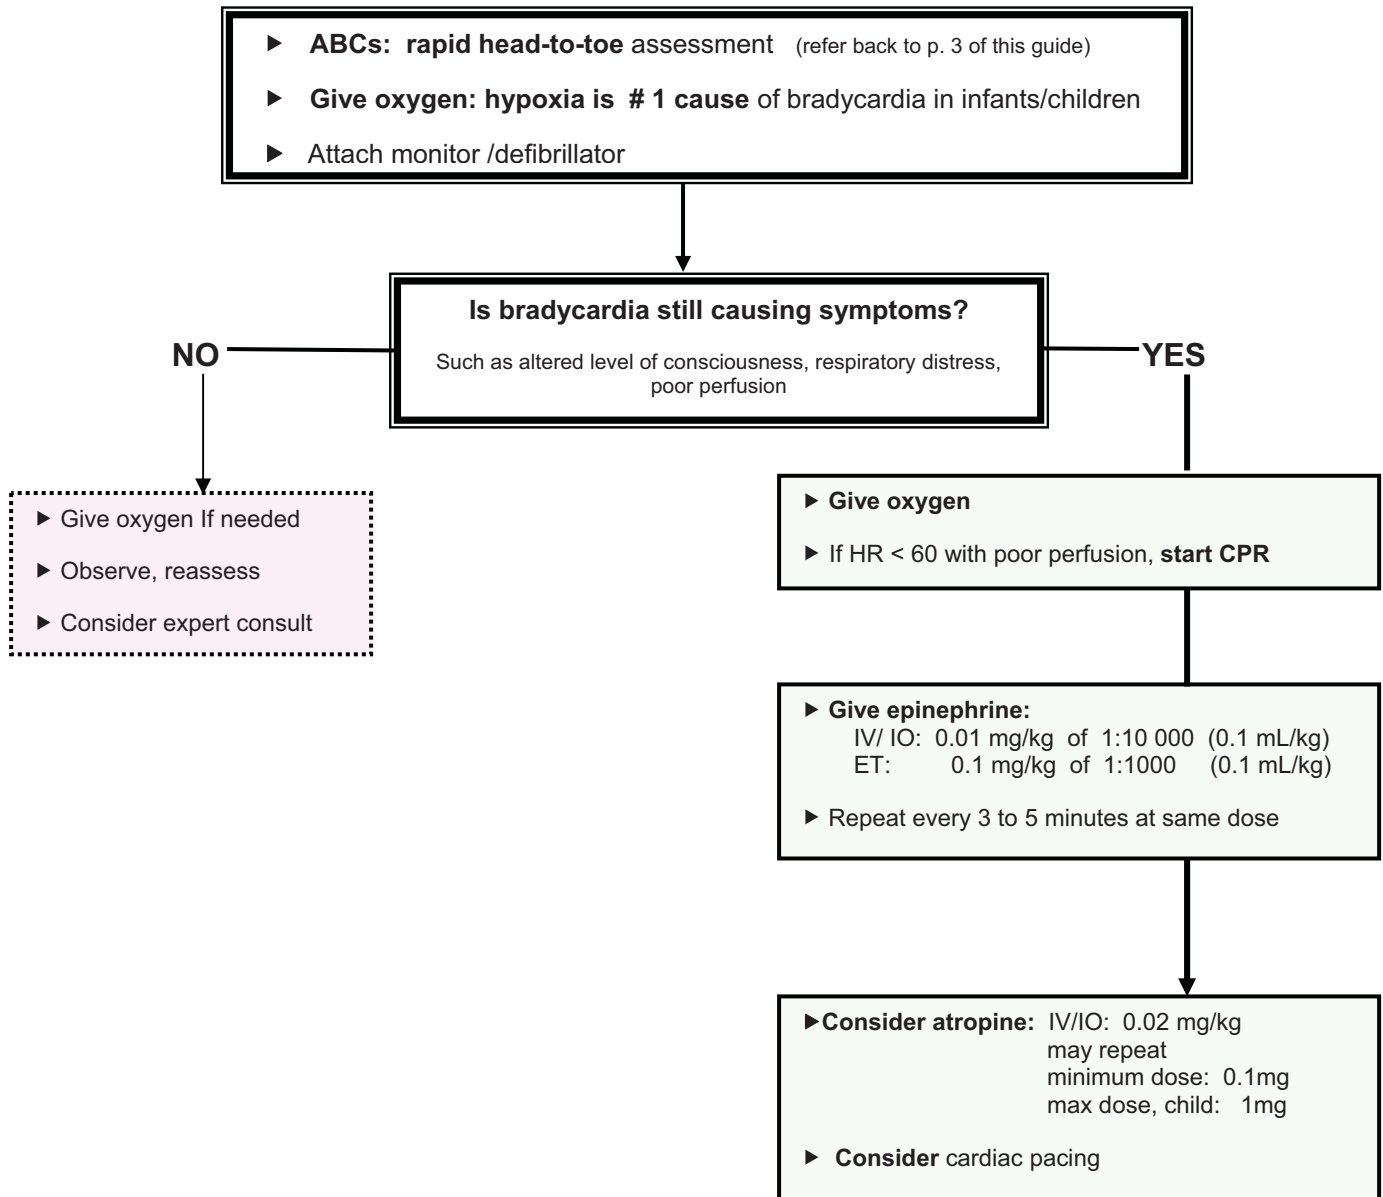 ▶ ABCs: rapid head-to-toe assessment (refer back to p. 3 of this guide)
▶ Give oxygen: hypoxia is # 1 cause of bradycardia in infants/children
▶ Attach monitor /defibrillator
Is bradycardia still causing symptoms?
Such as altered level of consciousness, respiratory distress,
poor perfusion
NO
YES
▶ Give oxygen If needed
▶ Observe, reassess
▶ Consider expert consult
▶ Give oxygen
▶ If HR < 60 with poor perfusion, start CPR
▶ Give epinephrine:
IV/ IO: 0.01 mg/kg of 1:10 000 (0.1 mL/kg)
ET: 0.1 mg/kg of 1:1000 (0.1 mL/kg)
▶ Repeat every 3 to 5 minutes at same dose
▶Consider atropine: IV/IO: 0.02 mg/kg
may repeat
minimum dose: 0.1mg
max dose, child: 1mg
▶ Consider cardiac pacing